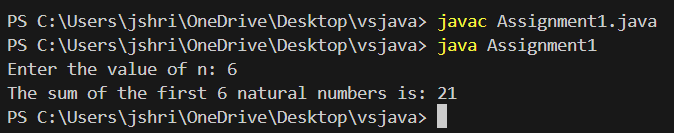 PS C:\Users\jshri\OneDrive\Desktop\vsjava> javac Assignment1.java
PS C:\Users\jshri\OneDrive\Desktop\vsjava> java Assignment1
Enter the value of n: 6
The sum of the first 6 natural numbers is: 21
PS C:\Users\jshri\OneDrive\Desktop\vsjava>